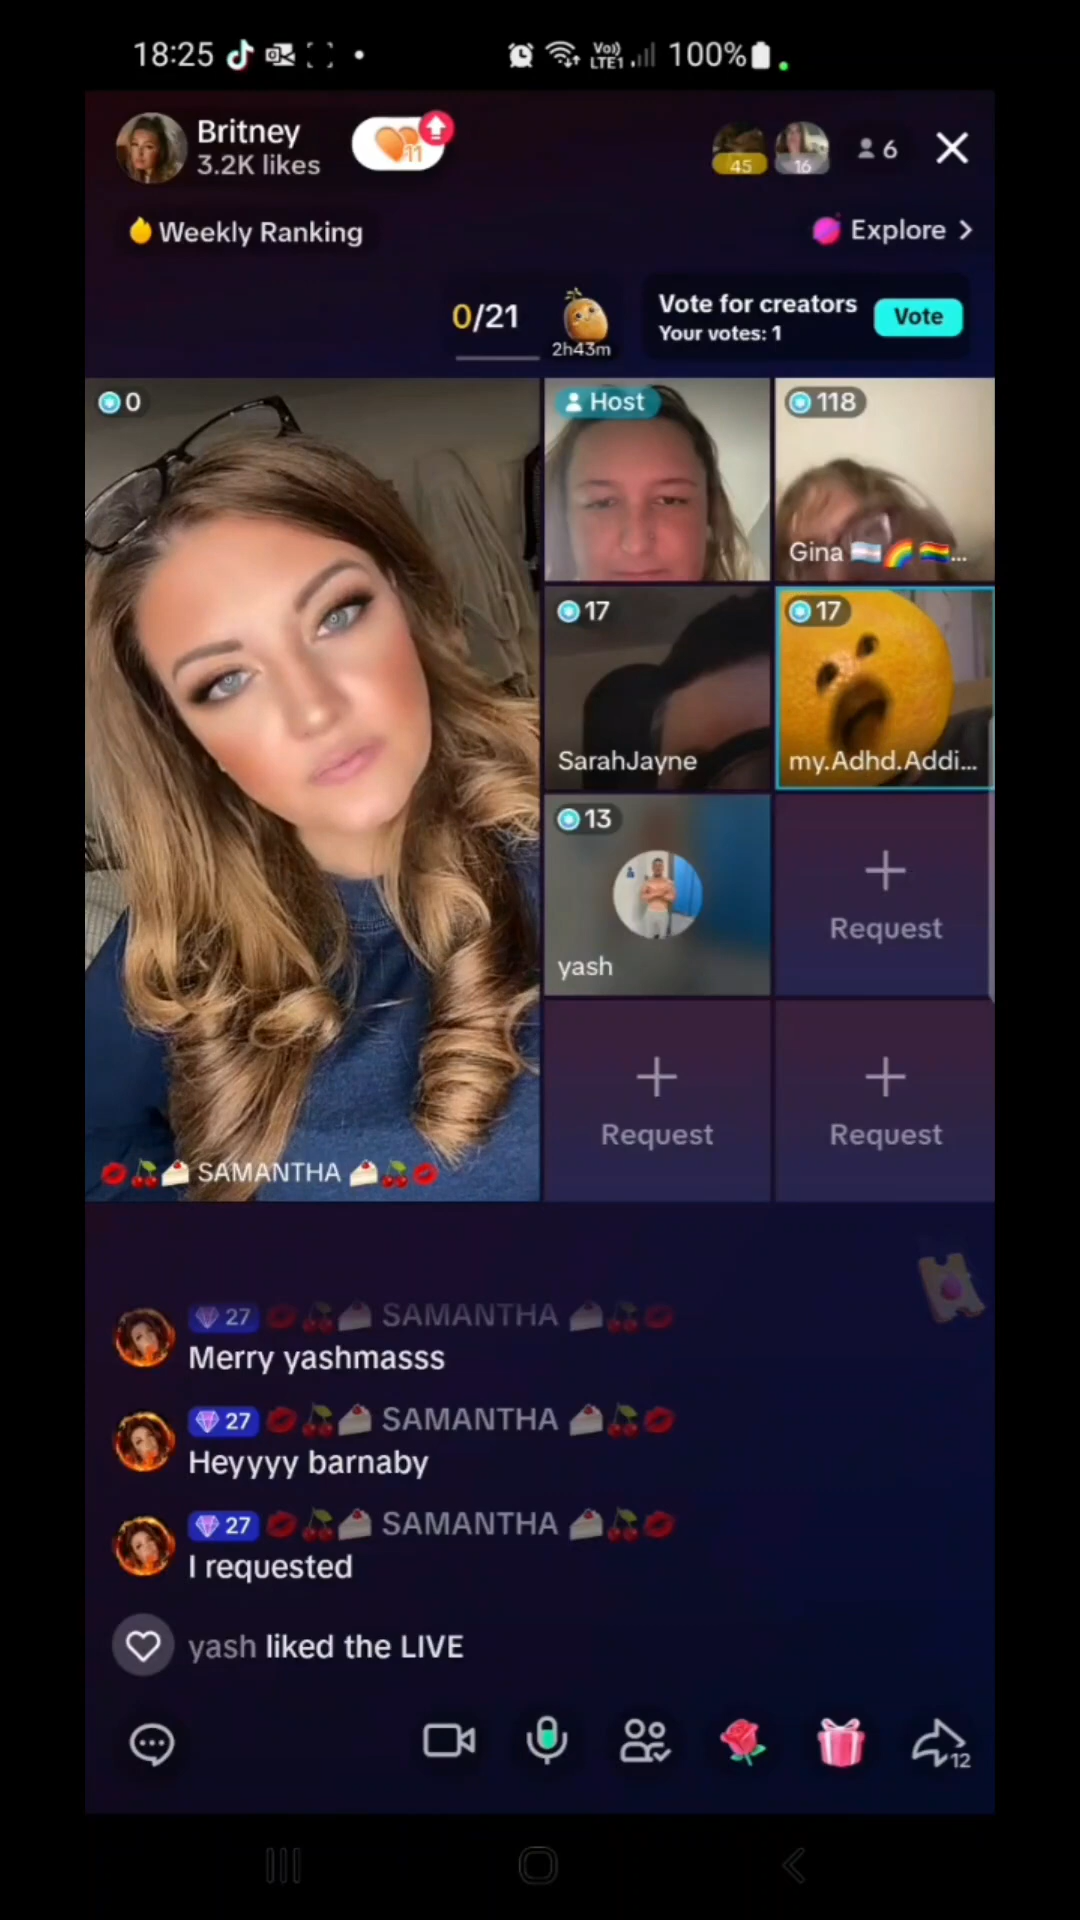 18:25
Vo))
LTE1
100%
Britney
3.2K likes
11
45
16
6
Weekly Ranking
Explore >
0/21
2h43m
Vote for creators
Your votes: 1
Vote
0
Host
118
Gina 🏳️‍⚧️🌈🏳️‍🌈...
17
SarahJayne
17
my.Adhd.Addi...
13
yash
Request
Request
Request
💋🍒🍰 SAMANTHA 🍰🍒💋
27 💋🍒🍰 SAMANTHA 🍰🍒💋
Merry yashmasss
27 💋🍒🍰 SAMANTHA 🍰🍒💋
Heyyyy barnaby
27 💋🍒🍰 SAMANTHA 🍰🍒💋
I requested
yash liked the LIVE
12